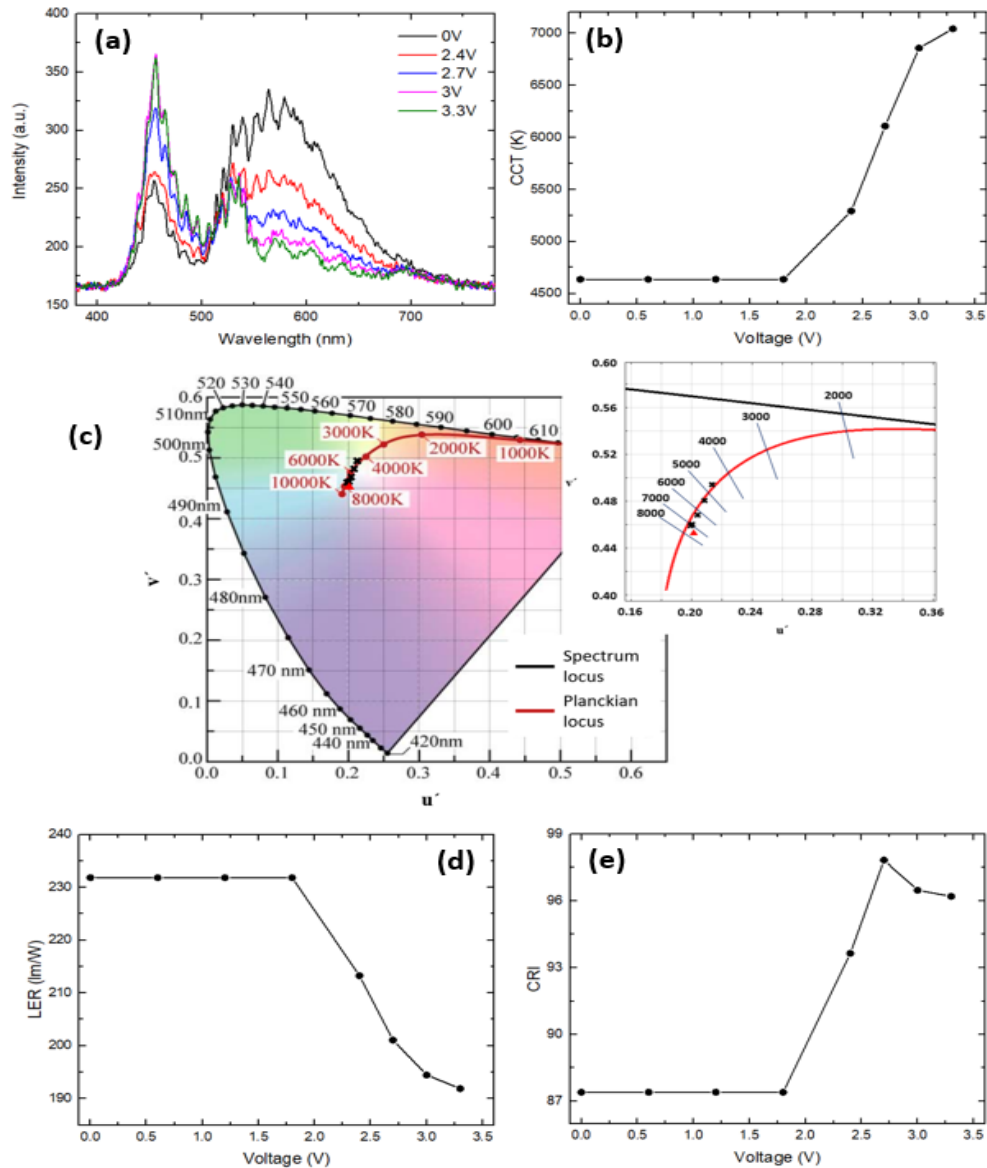 (a)
0V
2.4V
2.7V
3V
3.3V
Intensity (a.u.)
400
350
300
250
200
150
400 500 600 700
Wavelength (nm)
(b)
CCT (K)
7000
6500
6000
5500
5000
4500
0.0 0.5 1.0 1.5 2.0 2.5 3.0 3.5
Voltage (V)
(c)
520 530 540 550 560 570 580 590 600 610
510nm
500nm
490nm
480nm
470 nm
460 nm
450nm
440 nm
420nm
3000K
2000K
1000K
6000K
4000K
10000K
8000K
v´
0.6
0.5
0.4
0.3
0.2
0.1
0.0
0.0 0.1 0.2 0.3 0.4 0.5 0.6
u´
Spectrum
locus
Planckian
locus
v´
0.60
0.56
0.52
0.48
0.44
0.40
2000
3000
4000
5000
6000
7000
8000
0.16 0.20 0.24 0.28 0.32 0.36
u´
(d)
LER (lm/W)
240
230
220
210
200
190
0.0 0.5 1.0 1.5 2.0 2.5 3.0 3.5
Voltage (V)
(e)
CRI
99
96
93
90
87
0.0 0.5 1.0 1.5 2.0 2.5 3.0 3.5
Voltage (V)